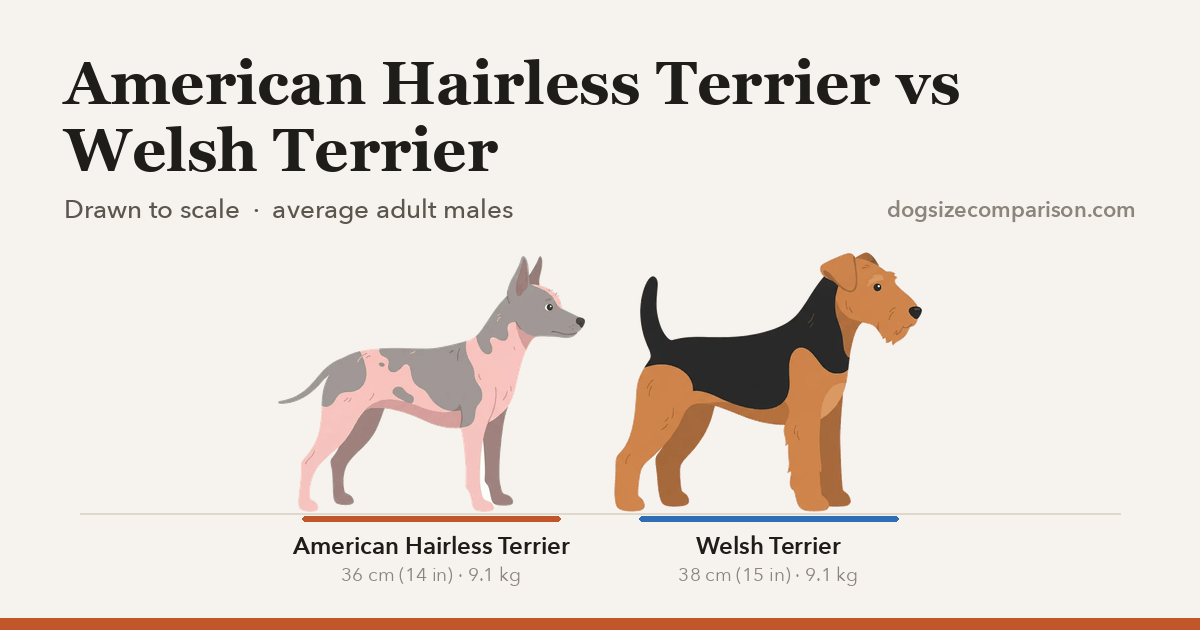 American Hairless Terrier vs
Welsh Terrier
Drawn to scale · average adult males
dogsizecomparison.com
American Hairless Terrier
36 cm (14 in) · 9.1 kg
Welsh Terrier
38 cm (15 in) · 9.1 kg